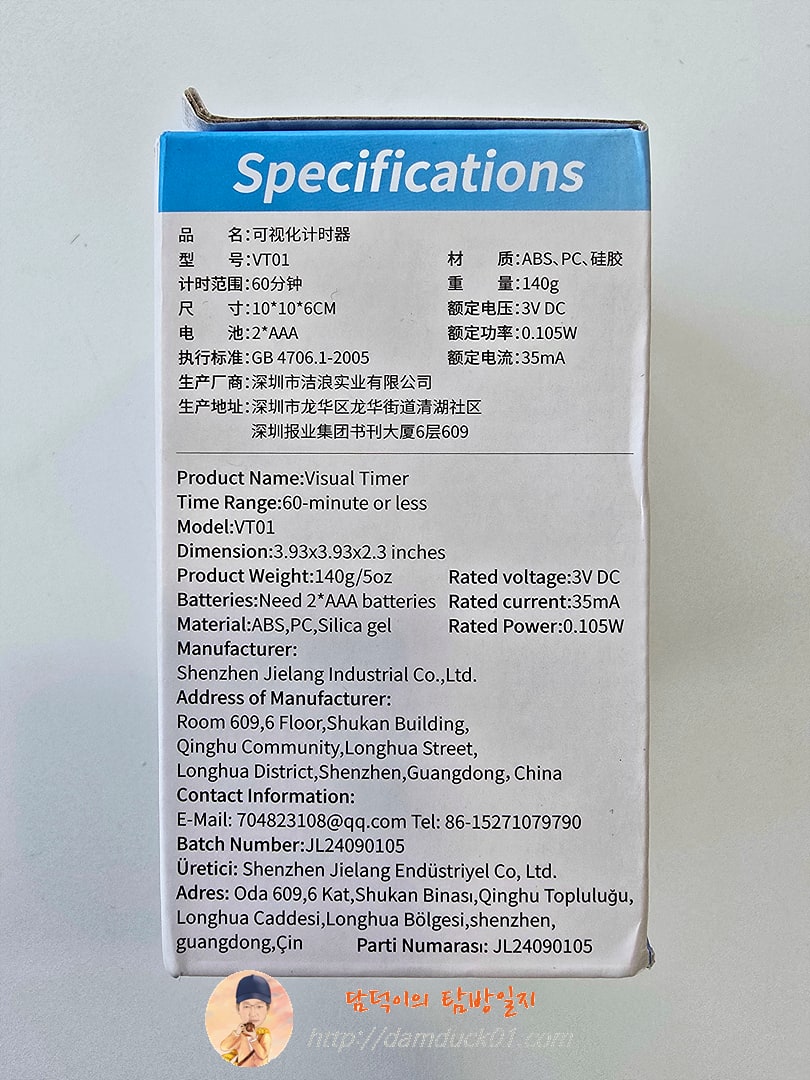 Specifications
品 名:可视化计时器
型 号:VT01 材 质:ABS、PC、硅胶
计时范围:60分钟 重 量:140g
尺 寸:10*10*6CM 额定电压:3V DC
电 池:2*AAA 额定功率:0.105W
执行标准:GB 4706.1-2005 额定电流:35mA
生产厂商:深圳市洁浪实业有限公司
生产地址:深圳市龙华区龙华街道清湖社区
深圳报业集团书刊大厦6层609
Product Name:Visual Timer
Time Range:60-minute or less
Model:VT01
Dimension:3.93x3.93x2.3 inches
Product Weight:140g/5oz Rated voltage:3V DC
Batteries:Need 2*AAA batteries Rated current:35mA
Material:ABS,PC,Silica gel Rated Power:0.105W
Manufacturer:
Shenzhen Jielang Industrial Co.,Ltd.
Address of Manufacturer:
Room 609,6 Floor,Shukan Building,
Qinghu Community,Longhua Street,
Longhua District,Shenzhen,Guangdong, China
Contact Information:
E-Mail: 704823108@qq.com Tel: 86-15271079790
Batch Number:JL24090105
Üretici: Shenzhen Jielang Endüstriyel Co, Ltd.
Adres: Oda 609,6 Kat,Shukan Binası,Qinghu Topluluğu,
Longhua Caddesi,Longhua Bölgesi,shenzhen,
guangdong,Çin Parti Numarası: JL24090105
담덕이의 탐방일지
http://damduck01.com